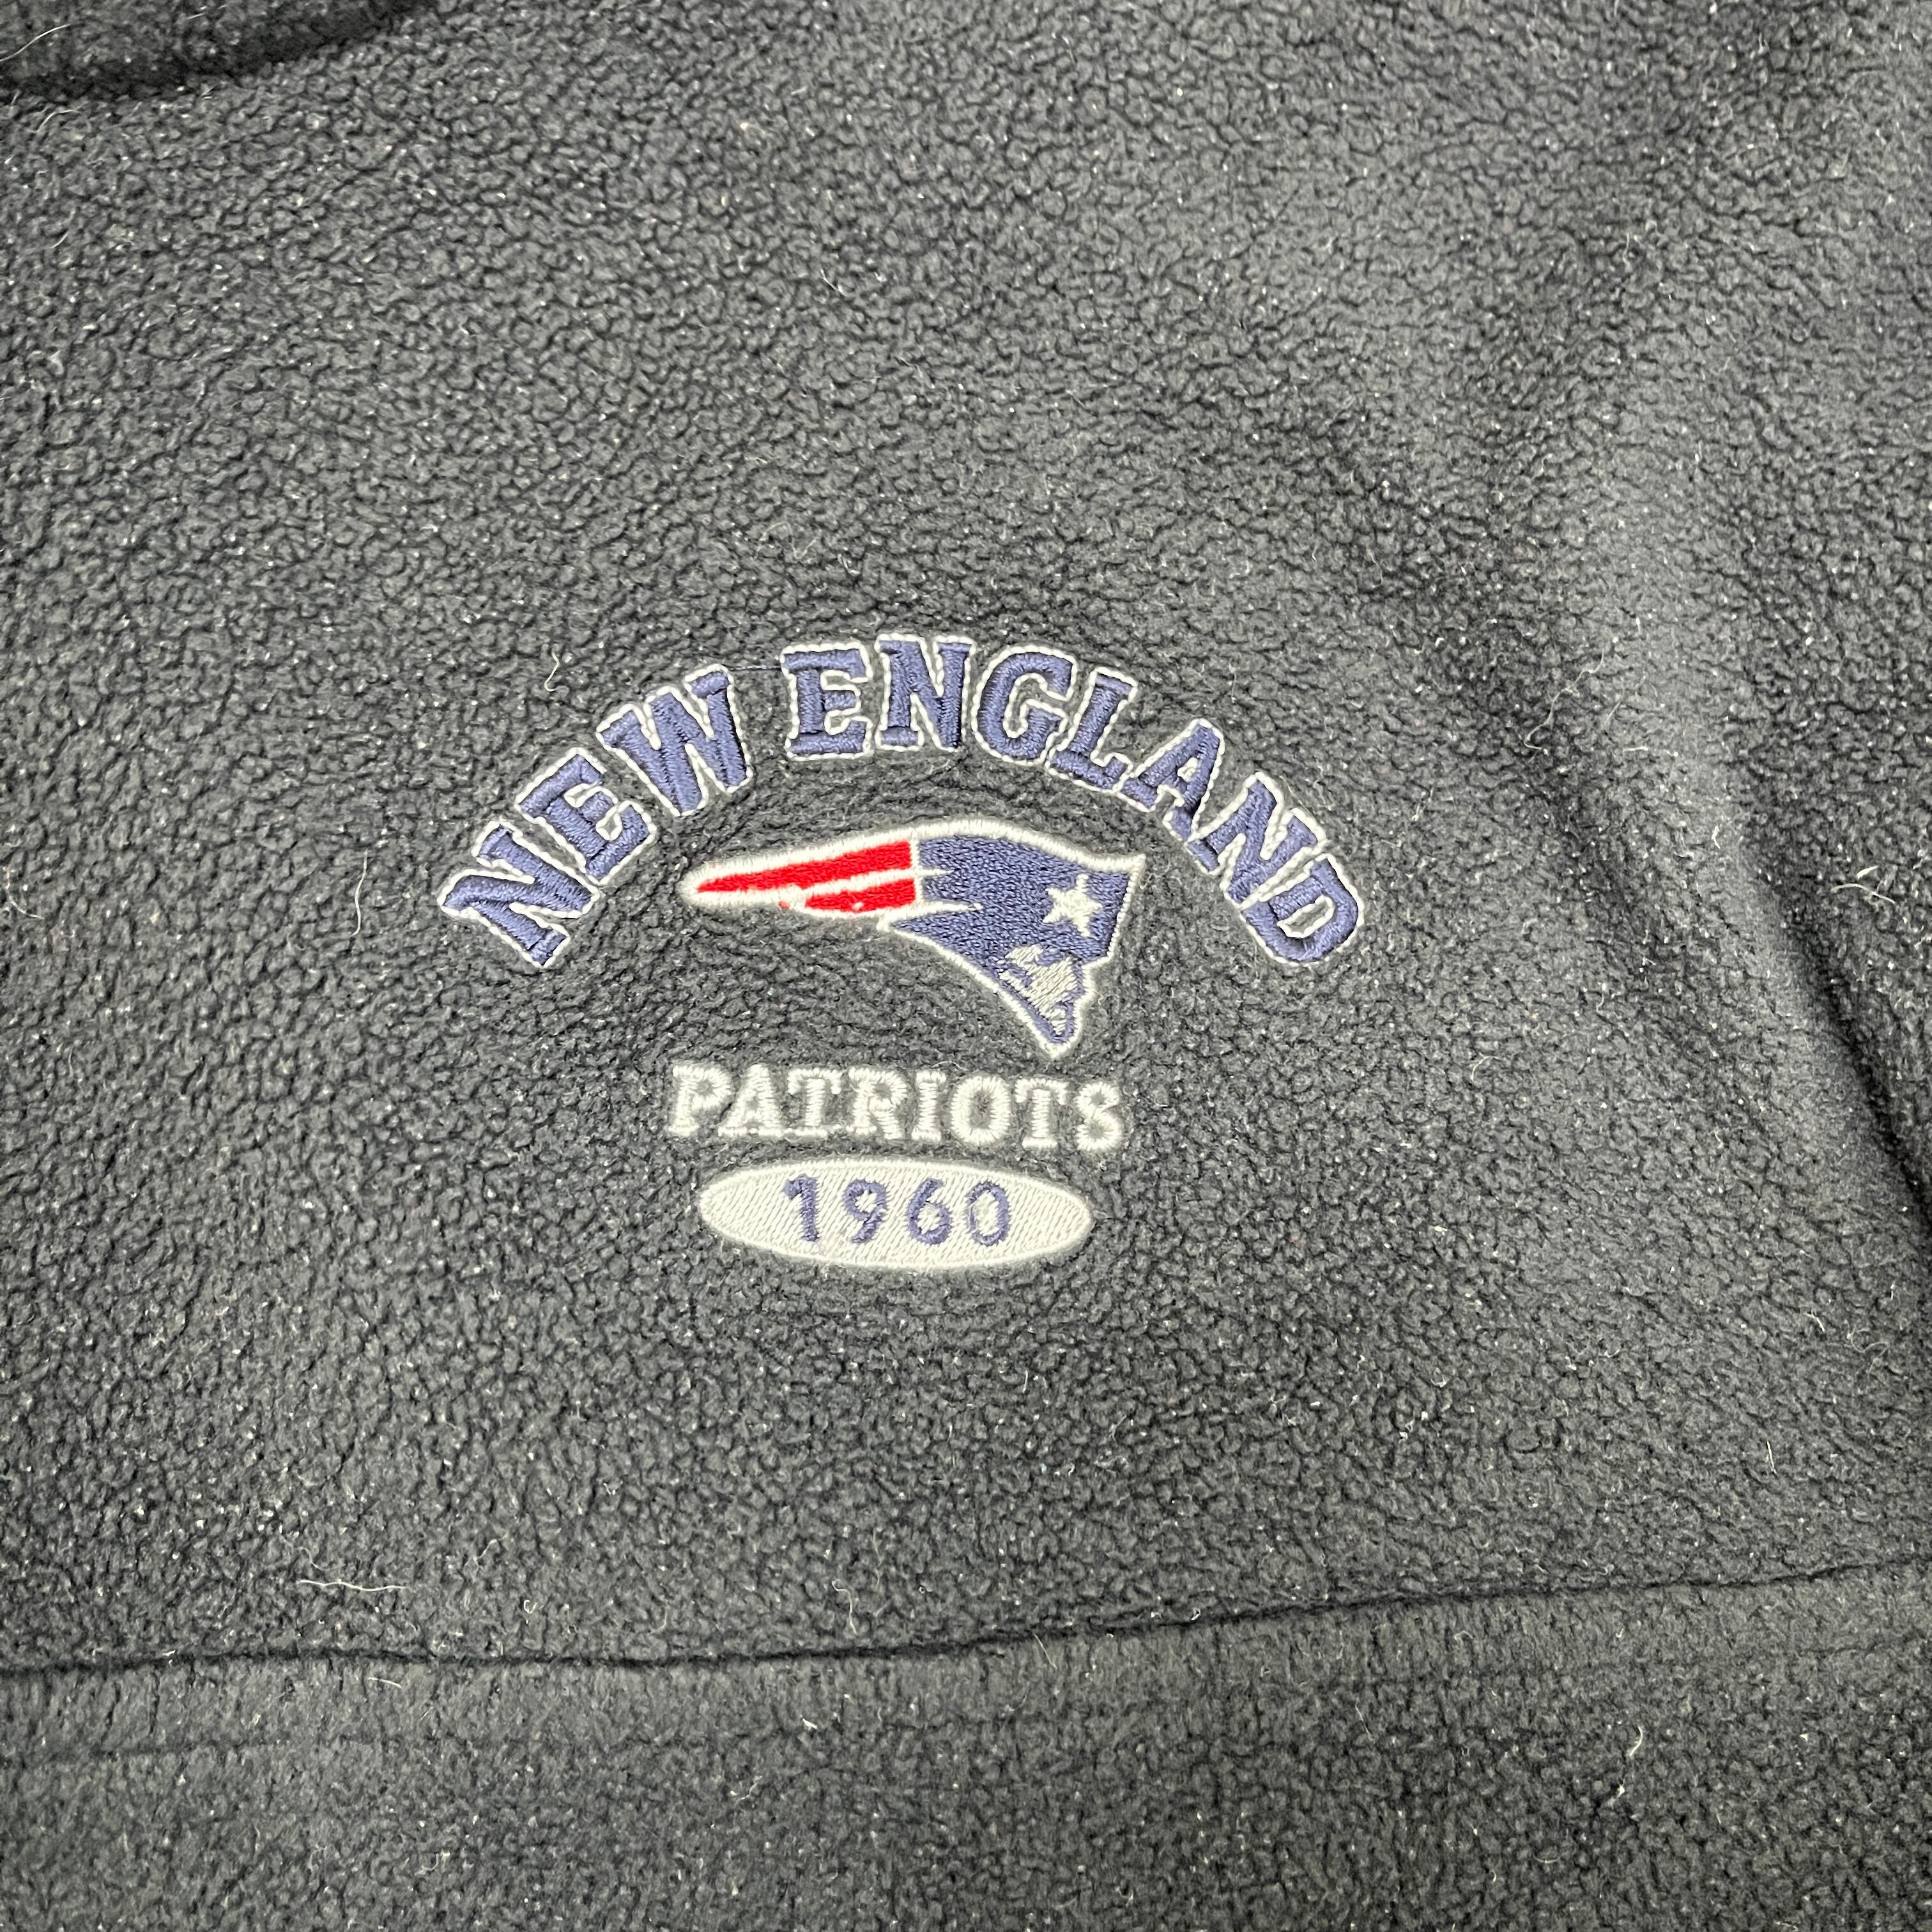 NEW ENGLAND
PATRIOTS
1960